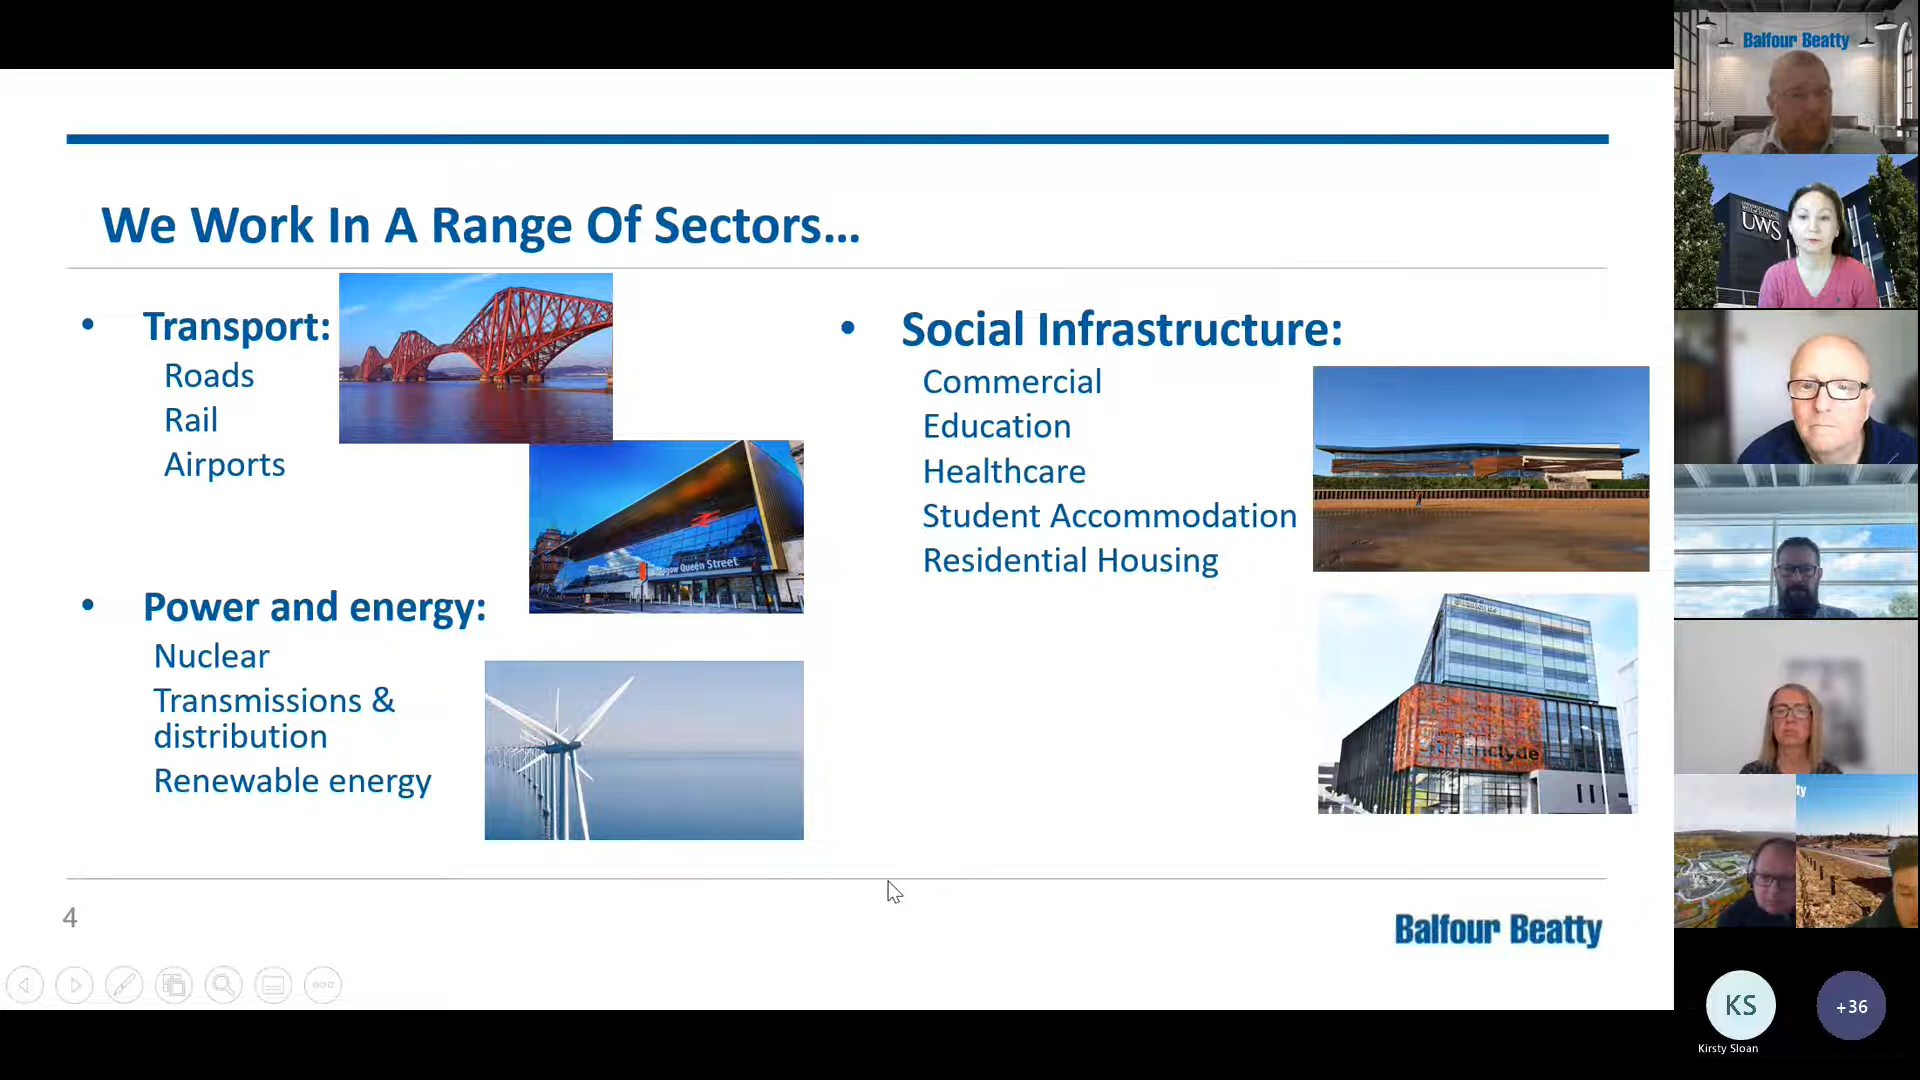 We Work In A Range Of Sectors...
• Transport:
Roads
Rail
Airports
Glasgow Queen Street
• Power and energy:
Nuclear
Transmissions &
distribution
Renewable energy
• Social Infrastructure:
Commercial
Education
Healthcare
Student Accommodation
Residential Housing
Strathclyde
4
Balfour Beatty
Balfour Beatty
UWS
ty
KS
+36
Kirsty Sloan